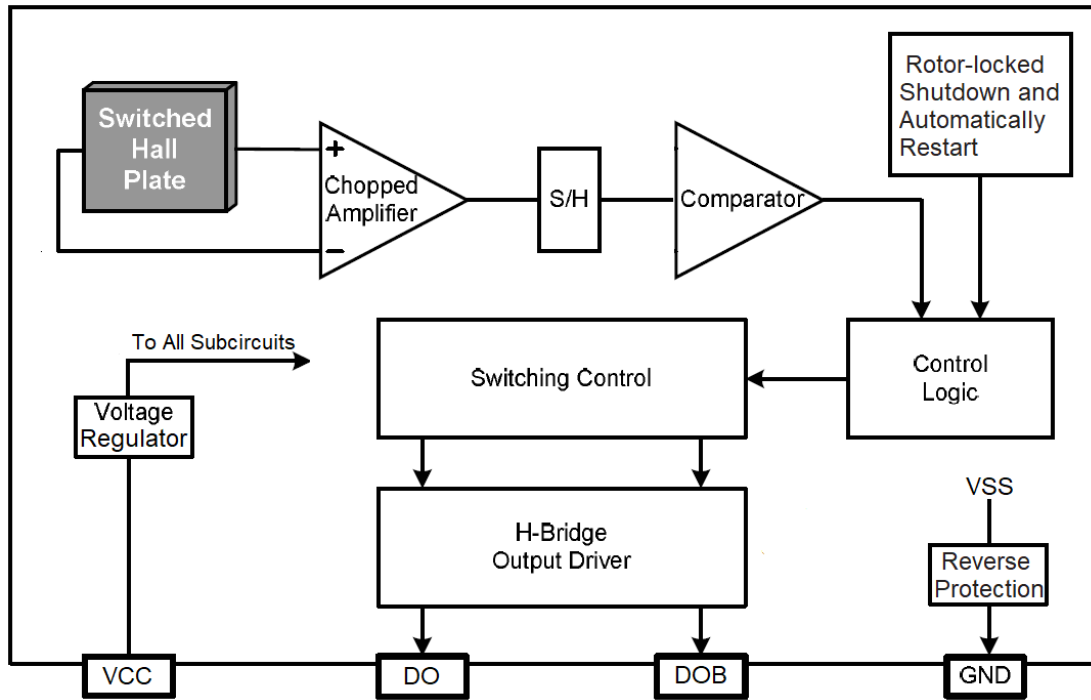 Rotor-locked
Shutdown and
Automatically
Restart
Switched
Hall
Plate
+
Chopped
Amplifier
−
S/H
Comparator
To All Subcircuits
Switching Control
Control
Logic
Voltage
Regulator
H-Bridge
Output Driver
VSS
Reverse
Protection
VCC
DO
DOB
GND